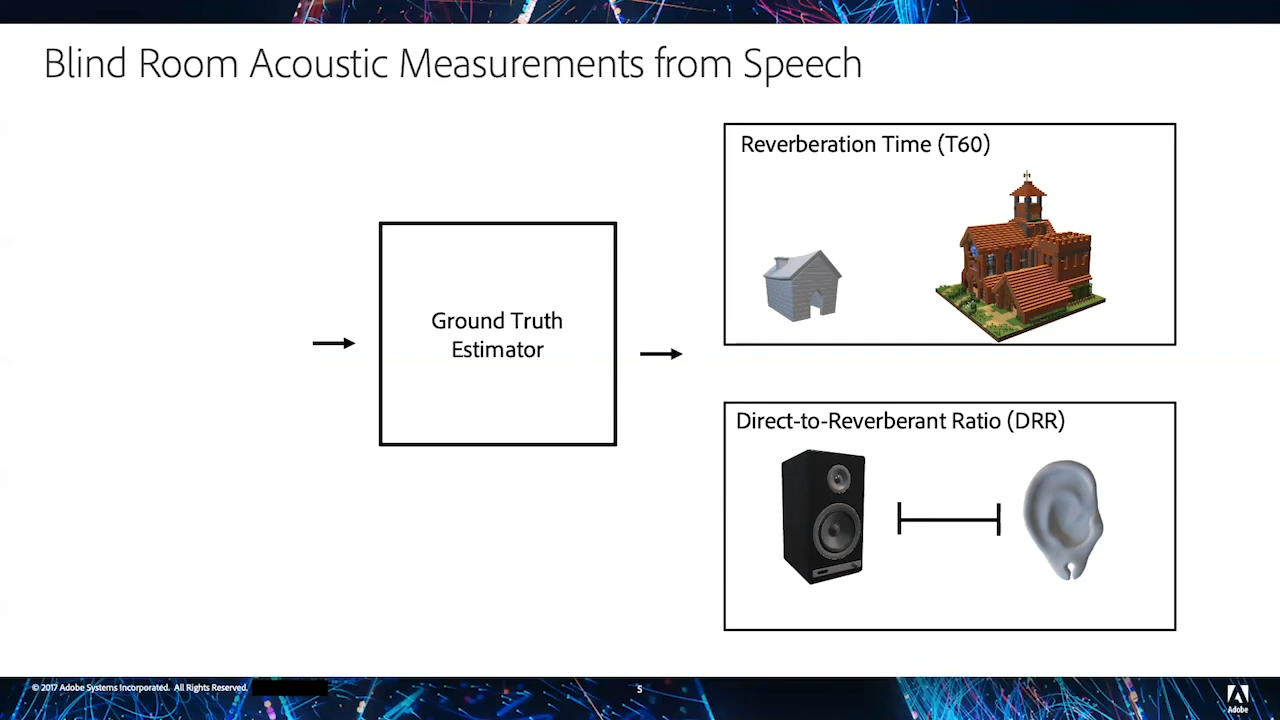 Blind Room Acoustic Measurements from Speech
Reverberation Time (T60)
Ground Truth
Estimator
Direct-to-Reverberant Ratio (DRR)
© 2017 Adobe Systems Incorporated. All Rights Reserved.
5
Adobe